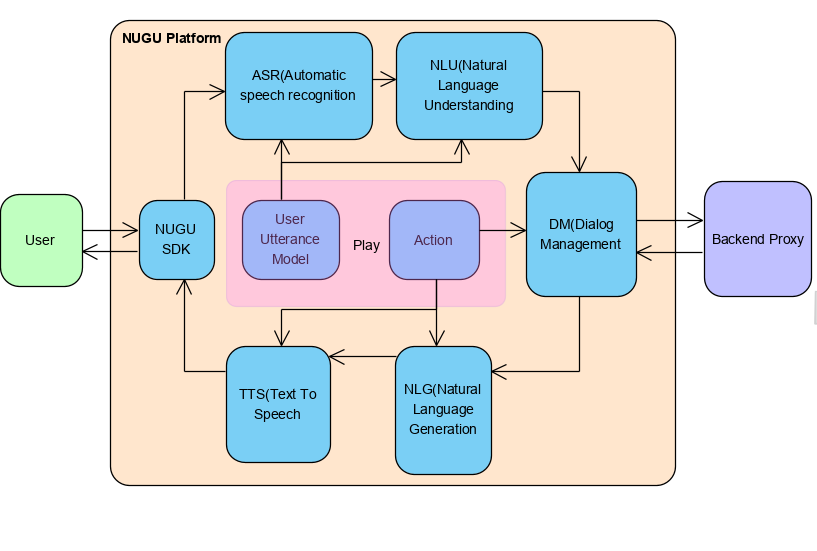 NUGU Platform
ASR(Automatic
speech recognition
NLU(Natural
Language
Understanding
User
NUGU
SDK
User
Utterance
Model
Play
Action
DM(Dialog
Management
Backend Proxy
TTS(Text To
Speech
NLG(Natural
Language
Generation